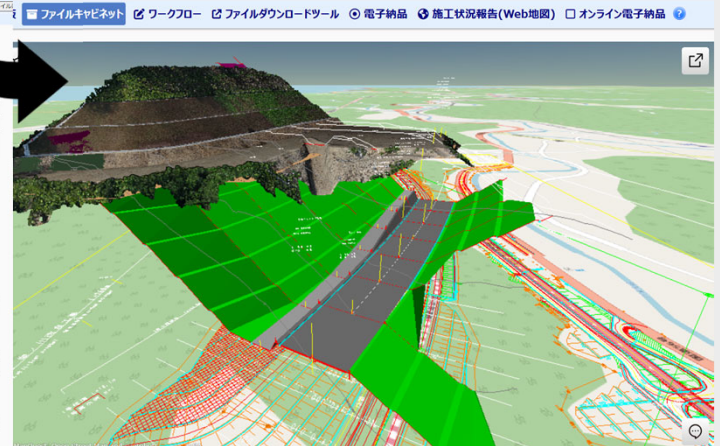 ファイルキャビネット ワークフロー ファイルダウンロードツール 電子納品 施工状況報告(Web地図) オンライン電子納品 ?